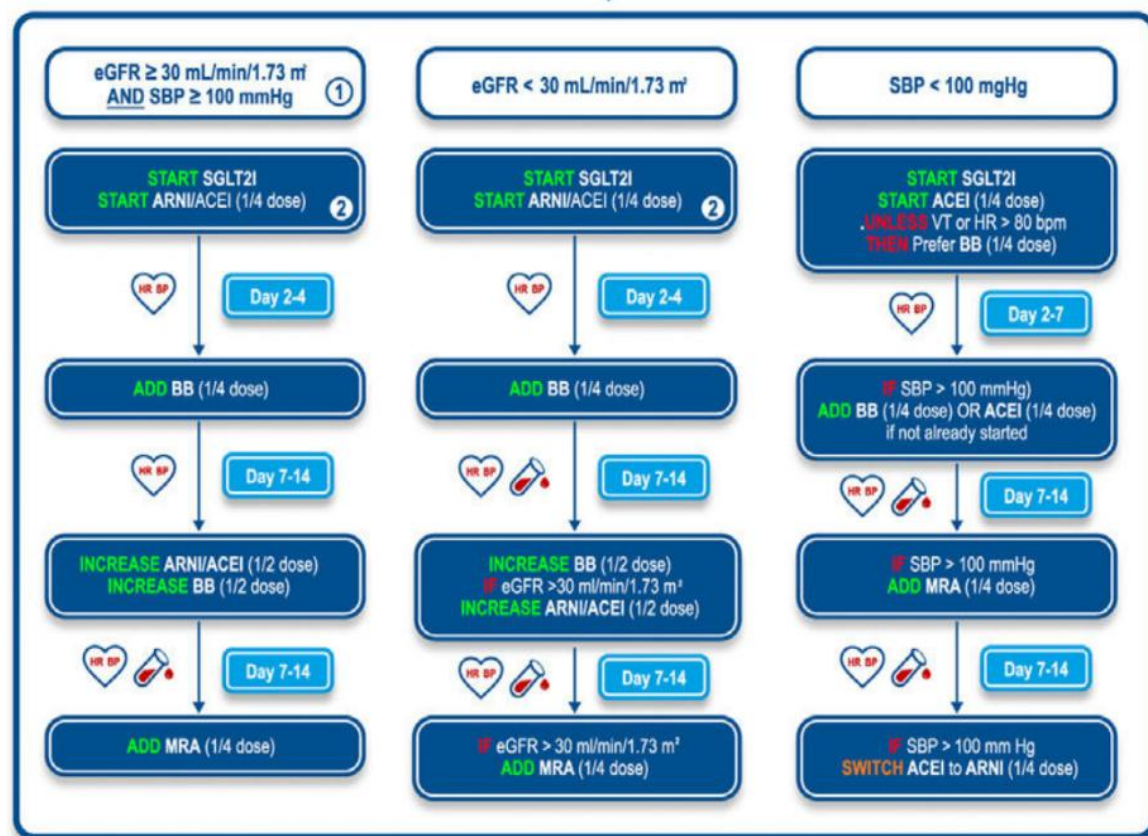 eGFR ≥ 30 mL/min/1.73 m²
AND SBP ≥ 100 mmHg
1
START SGLT2I
START ARNI/ACEI (1/4 dose)
2
HR BP
Day 2-4
ADD BB (1/4 dose)
HR BP
Day 7-14
INCREASE ARNI/ACEI (1/2 dose)
INCREASE BB (1/2 dose)
HR BP
Day 7-14
ADD MRA (1/4 dose)
eGFR < 30 mL/min/1.73 m²
START SGLT2I
START ARNI/ACEI (1/4 dose)
2
HR BP
Day 2-4
ADD BB (1/4 dose)
HR BP
Day 7-14
INCREASE BB (1/2 dose)
IF eGFR >30 ml/min/1.73 m²
INCREASE ARNI/ACEI (1/2 dose)
HR BP
Day 7-14
IF eGFR > 30 ml/min/1.73 m²
ADD MRA (1/4 dose)
SBP < 100 mgHg
START SGLT2I
START ACEI (1/4 dose)
.UNLESS VT or HR > 80 bpm
THEN Prefer BB (1/4 dose)
HR BP
Day 2-7
IF SBP > 100 mmHg)
ADD BB (1/4 dose) OR ACEI (1/4 dose)
if not already started
HR BP
Day 7-14
IF SBP > 100 mmHg
ADD MRA (1/4 dose)
HR BP
Day 7-14
IF SBP > 100 mm Hg
SWITCH ACEI to ARNI (1/4 dose)